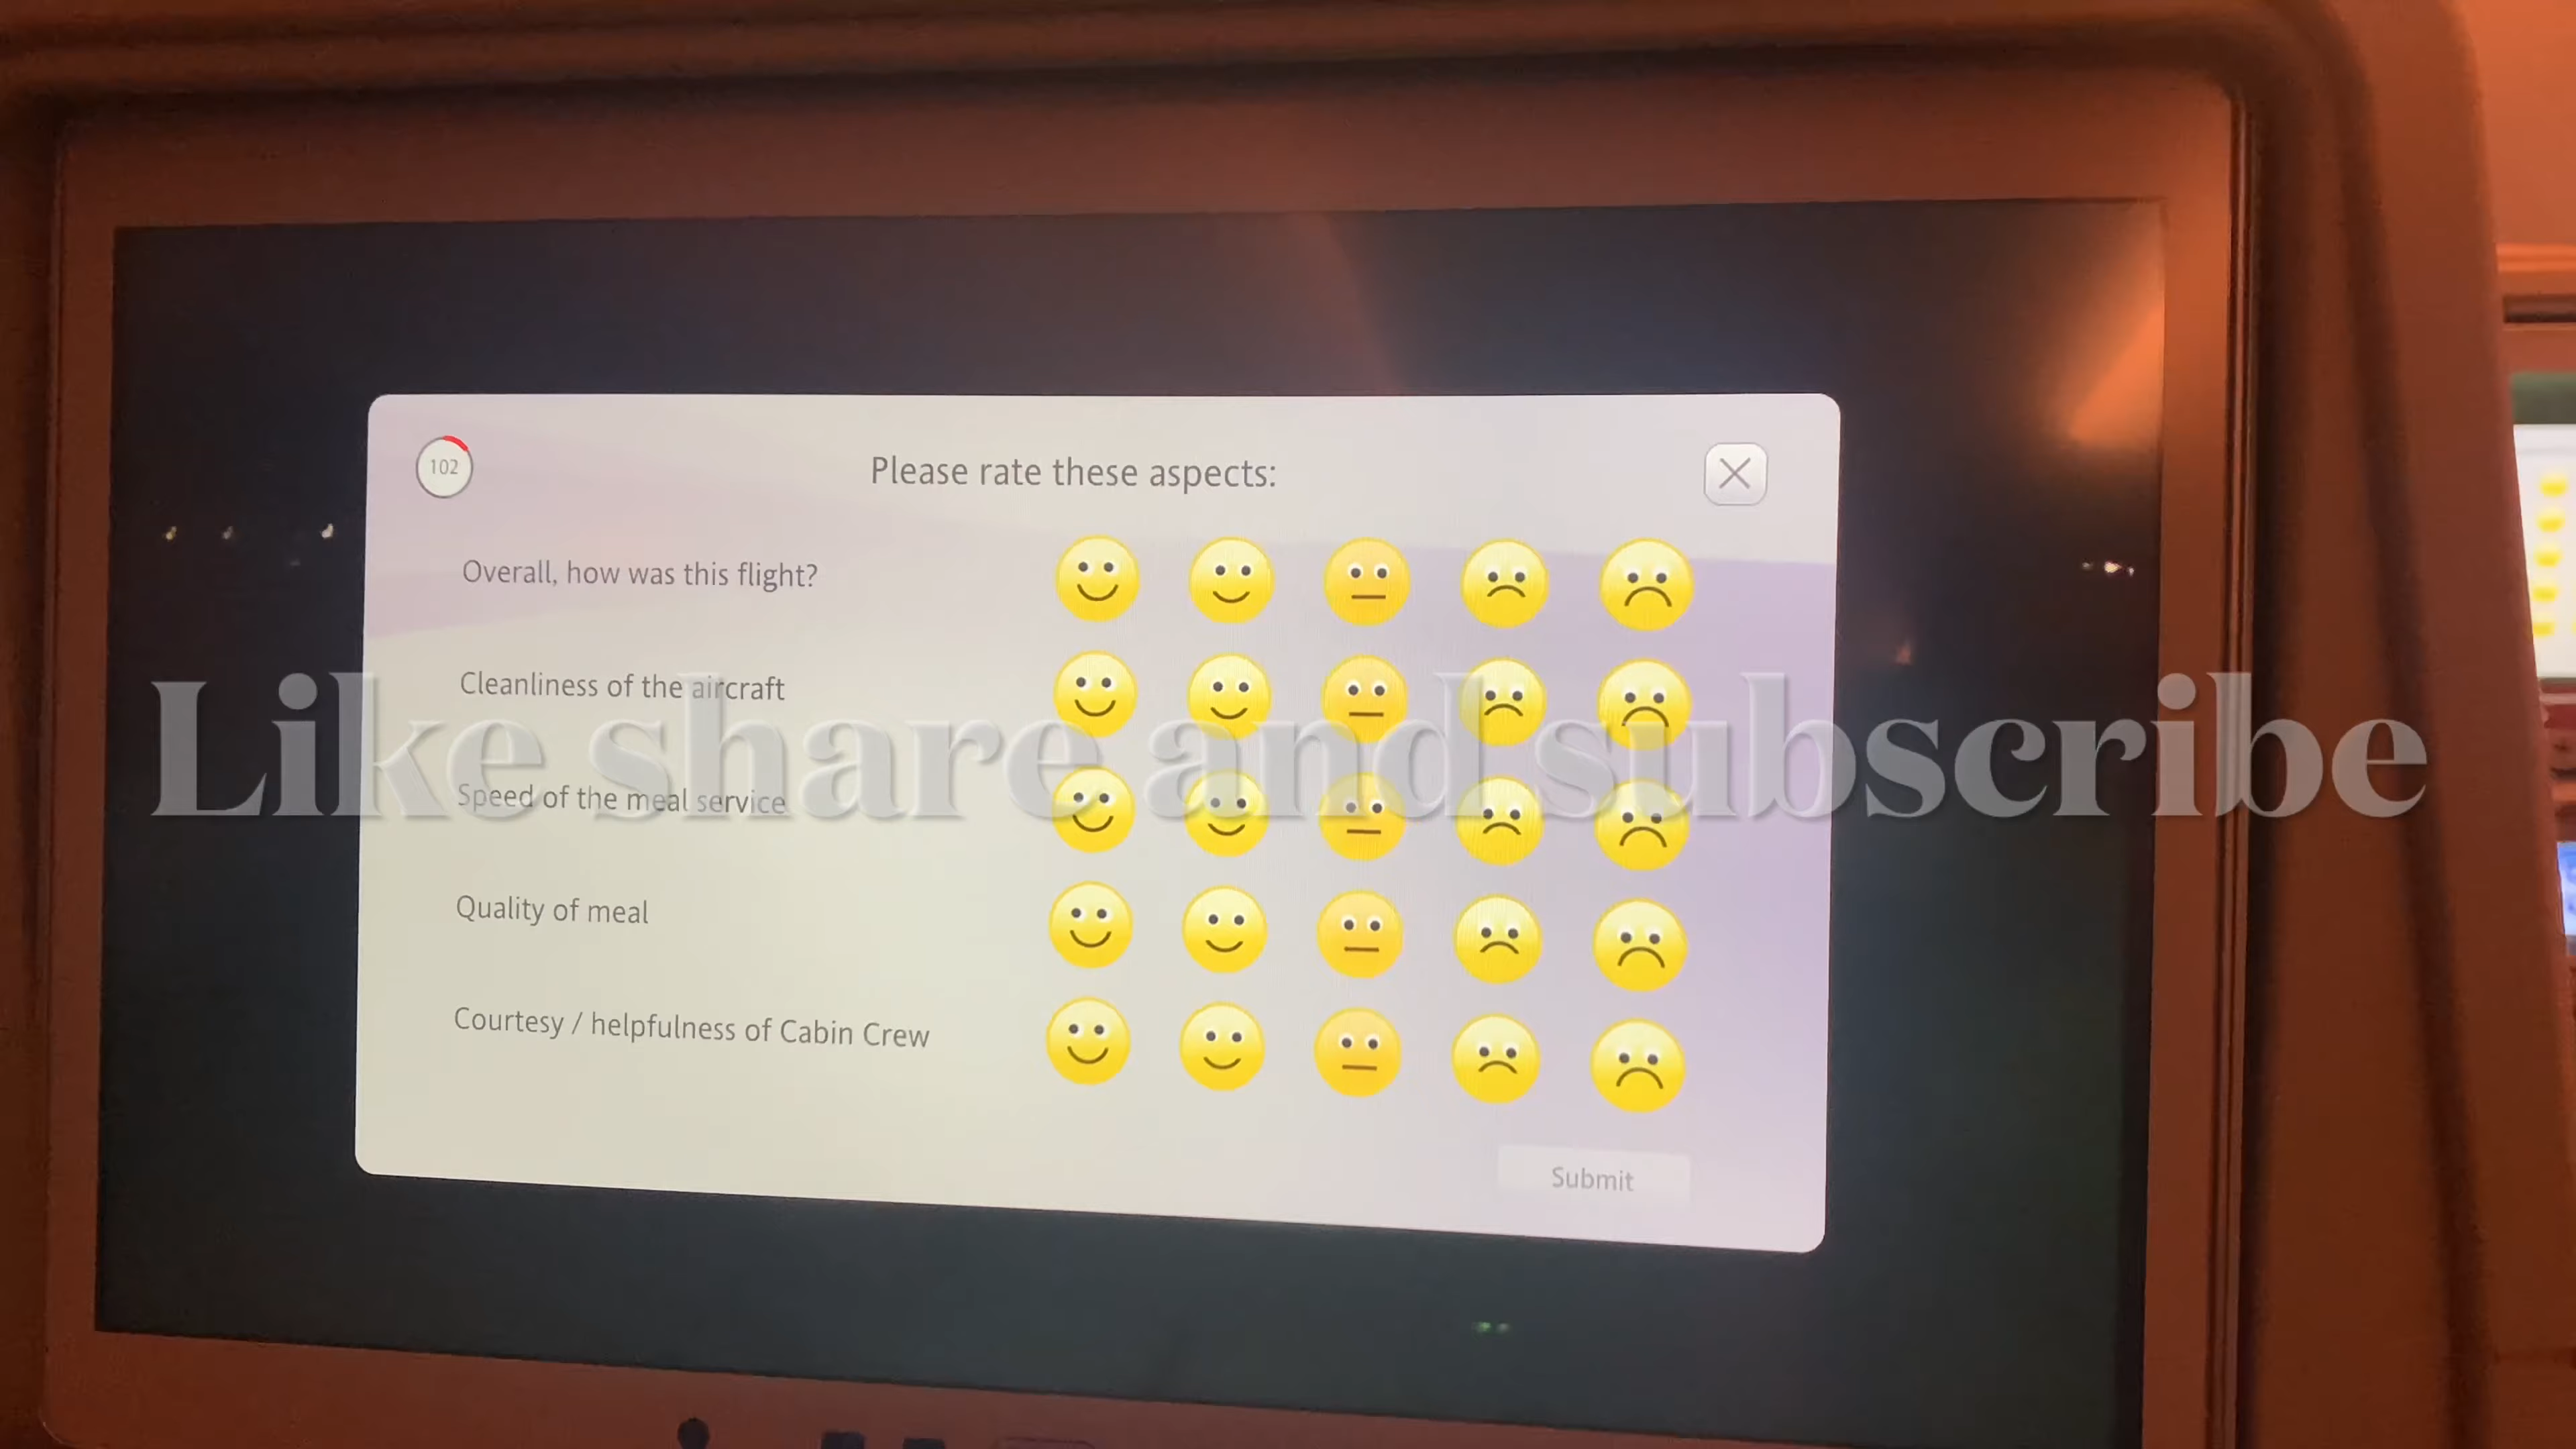 102
Please rate these aspects:
Overall, how was this flight?
Cleanliness of the aircraft
Like share and subscribe
Speed of the meal service
Quality of meal
Courtesy / helpfulness of Cabin Crew
Submit